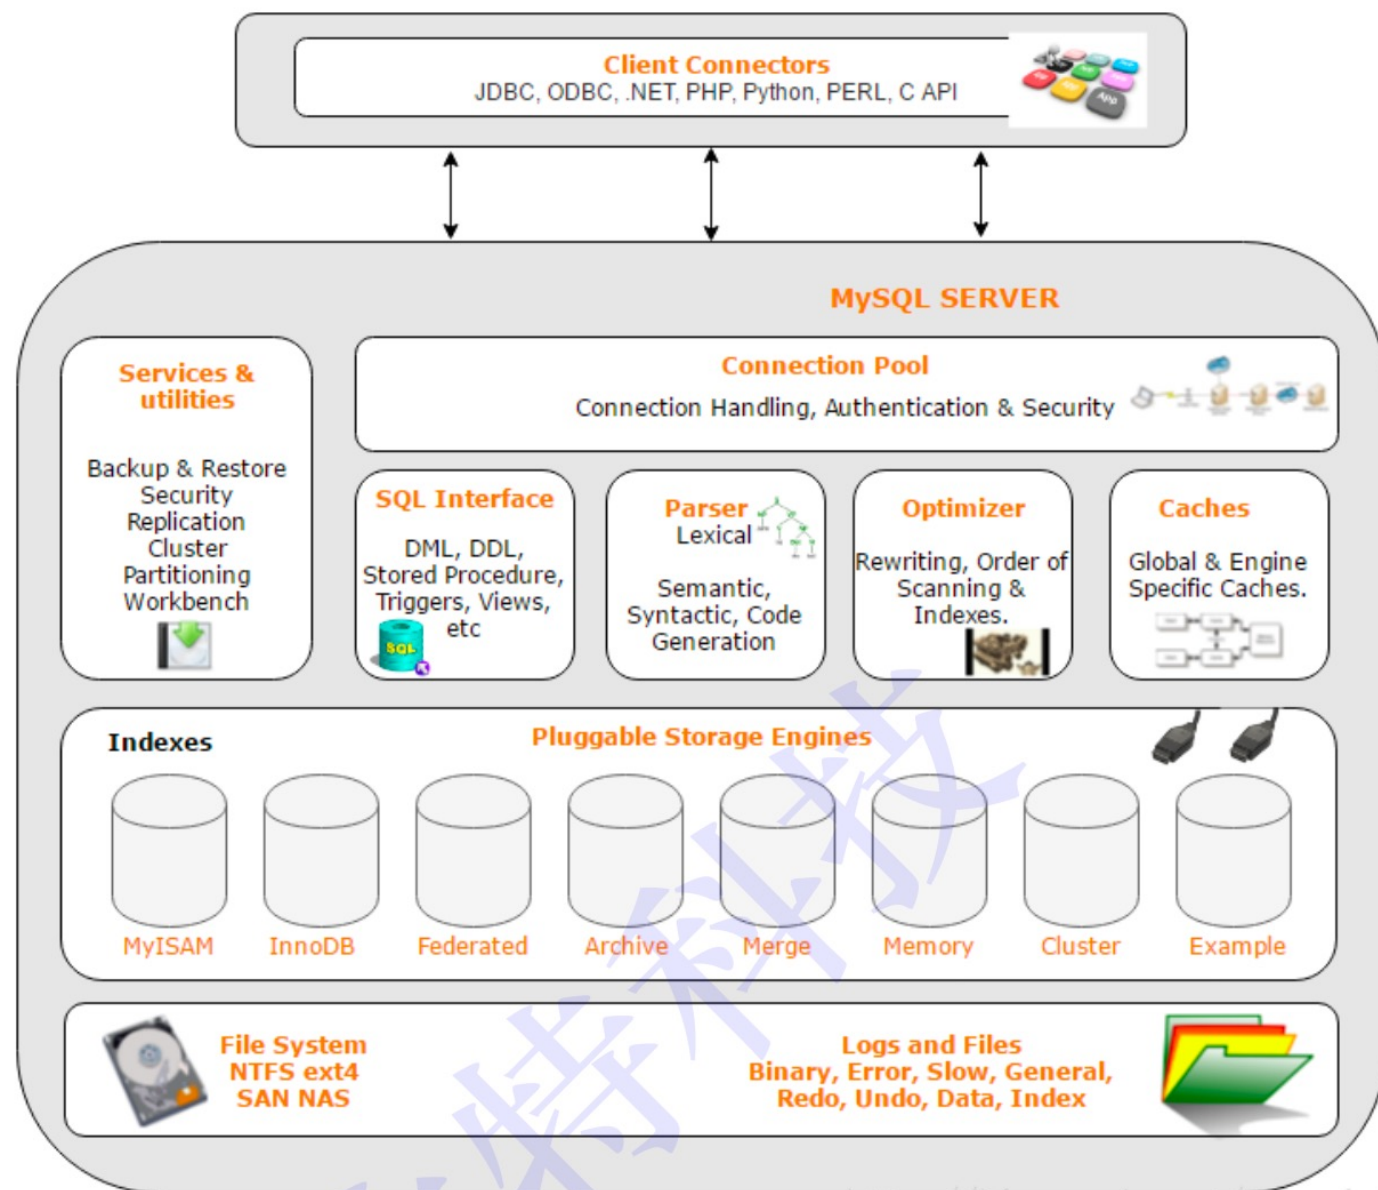 Client Connectors
JDBC, ODBC, .NET, PHP, Python, PERL, C API
MySQL SERVER
Services &
utilities
Backup & Restore
Security
Replication
Cluster
Partitioning
Workbench
Connection Pool
Connection Handling, Authentication & Security
SQL Interface
DML, DDL,
Stored Procedure,
Triggers, Views,
etc
SQL
Parser
Lexical
Semantic,
Syntactic, Code
Generation
Optimizer
Rewriting, Order of
Scanning &
Indexes.
Caches
Global & Engine
Specific Caches.
Indexes
Pluggable Storage Engines
MyISAM
InnoDB
Federated
Archive
Merge
Memory
Cluster
Example
File System
NTFS ext4
SAN NAS
Logs and Files
Binary, Error, Slow, General,
Redo, Undo, Data, Index
特科技